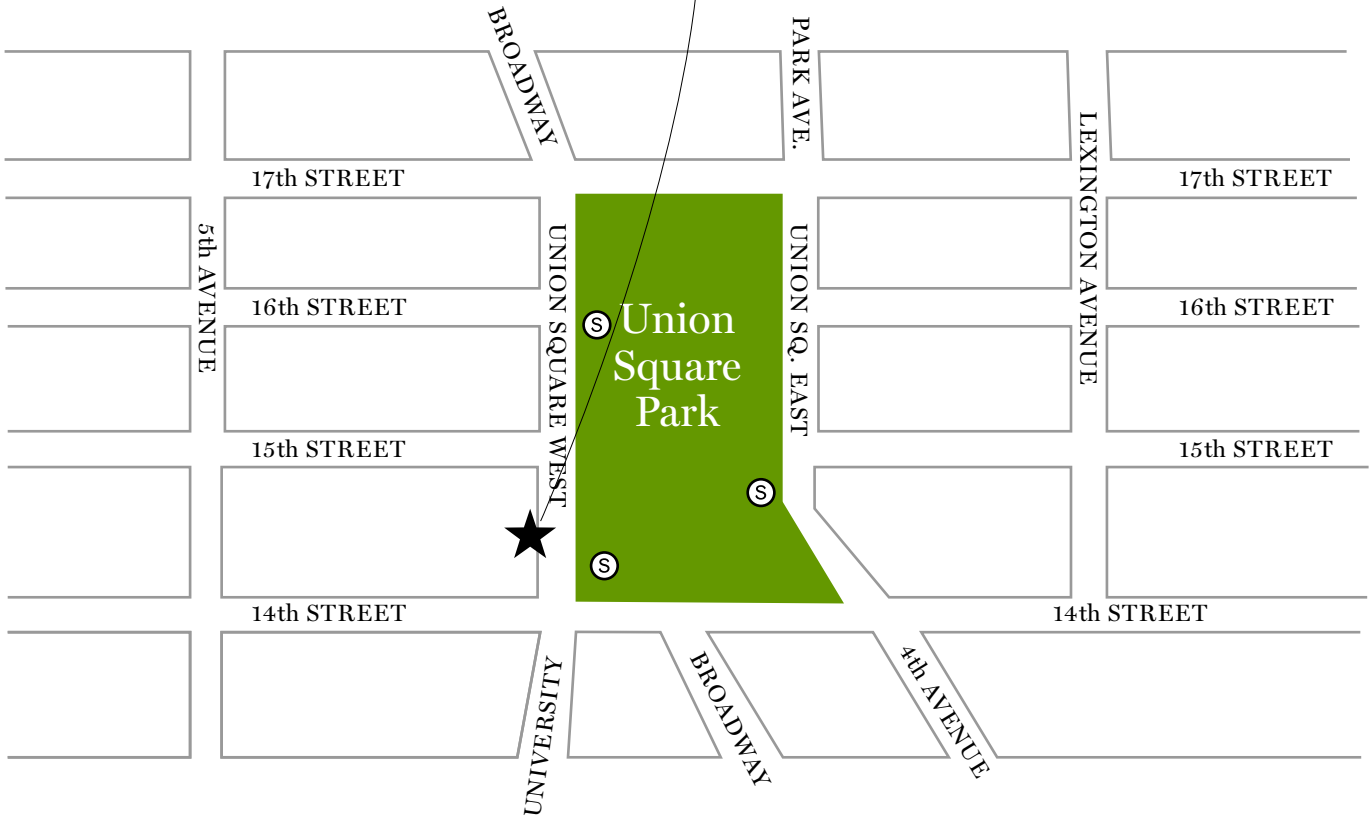 BROADWAY
PARK AVE.
LEXINGTON AVENUE
17th STREET
17th STREET
5th AVENUE
UNION SQUARE WEST
UNION SQ. EAST
16th STREET
16th STREET
S
Union
Square
Park
15th STREET
15th STREET
S
S
14th STREET
14th STREET
UNIVERSITY
BROADWAY
4th AVENUE